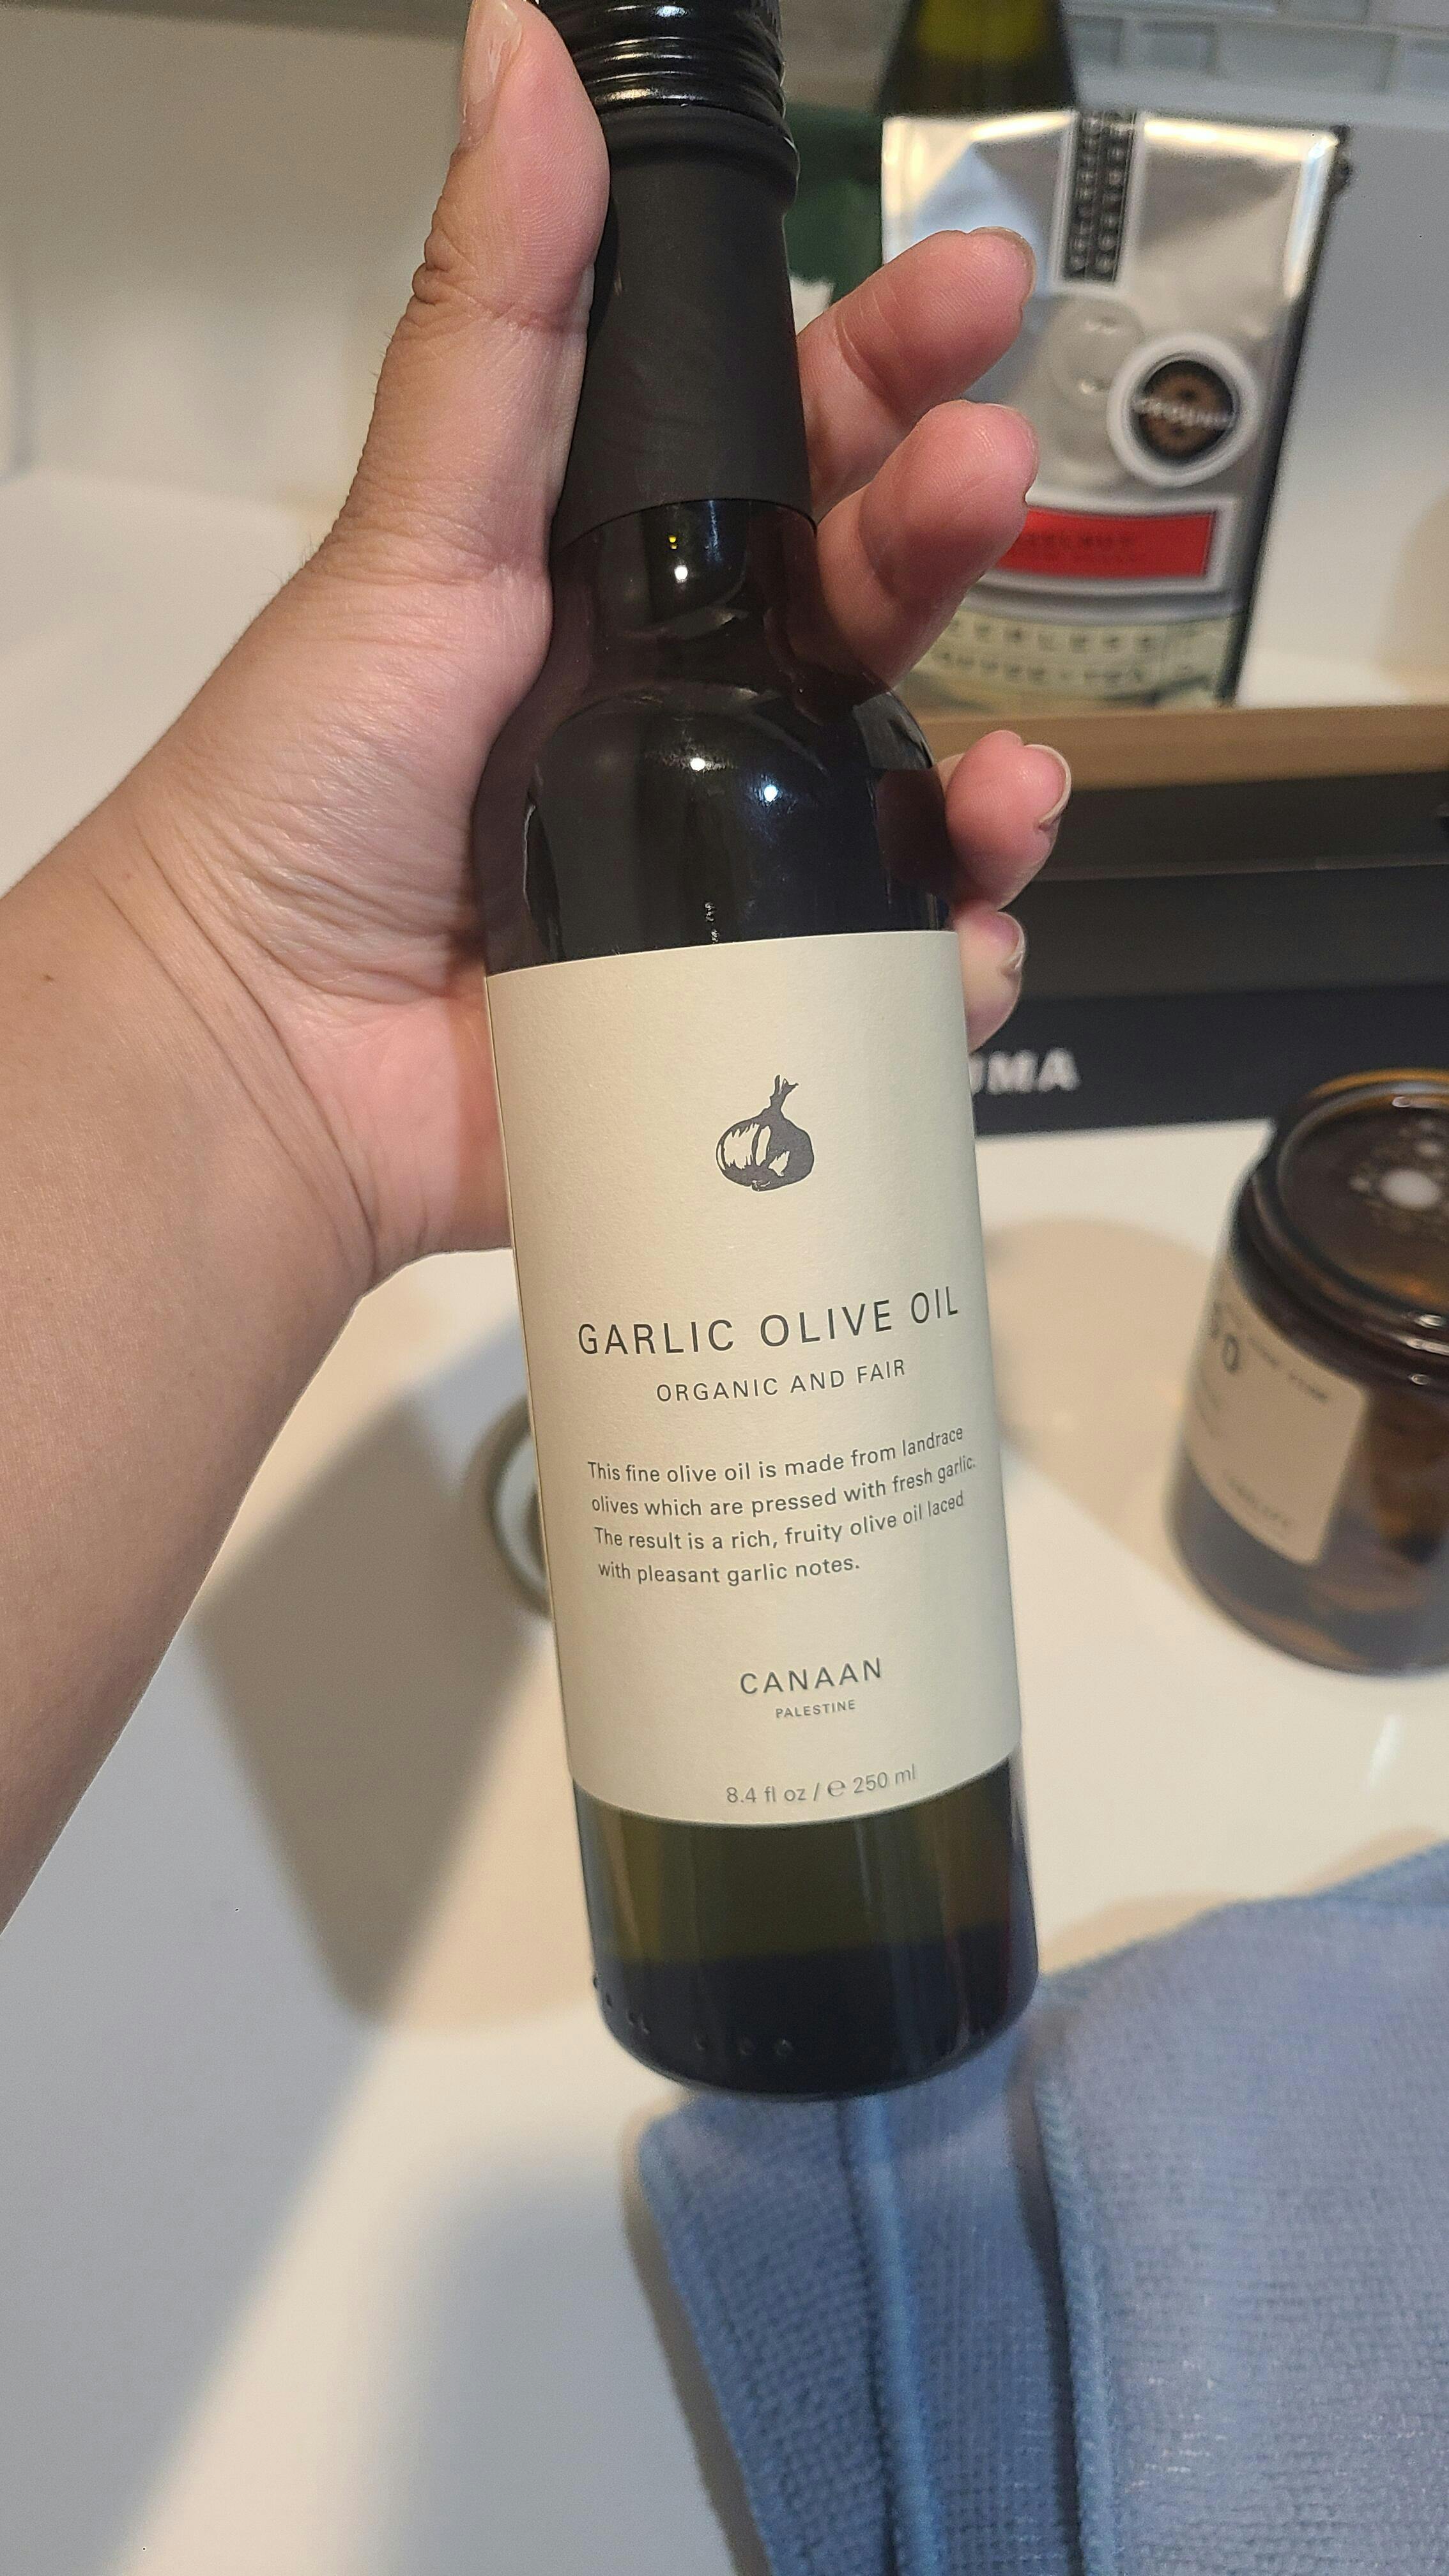 GARLIC OLIVE OIL
ORGANIC AND FAIR
This fine olive oil is made from landrace
olives which are pressed with fresh garlic.
The result is a rich, fruity olive oil laced
with pleasant garlic notes.
CANAAN
PALESTINE
8.4 fl oz / ℮ 250 ml
UMA